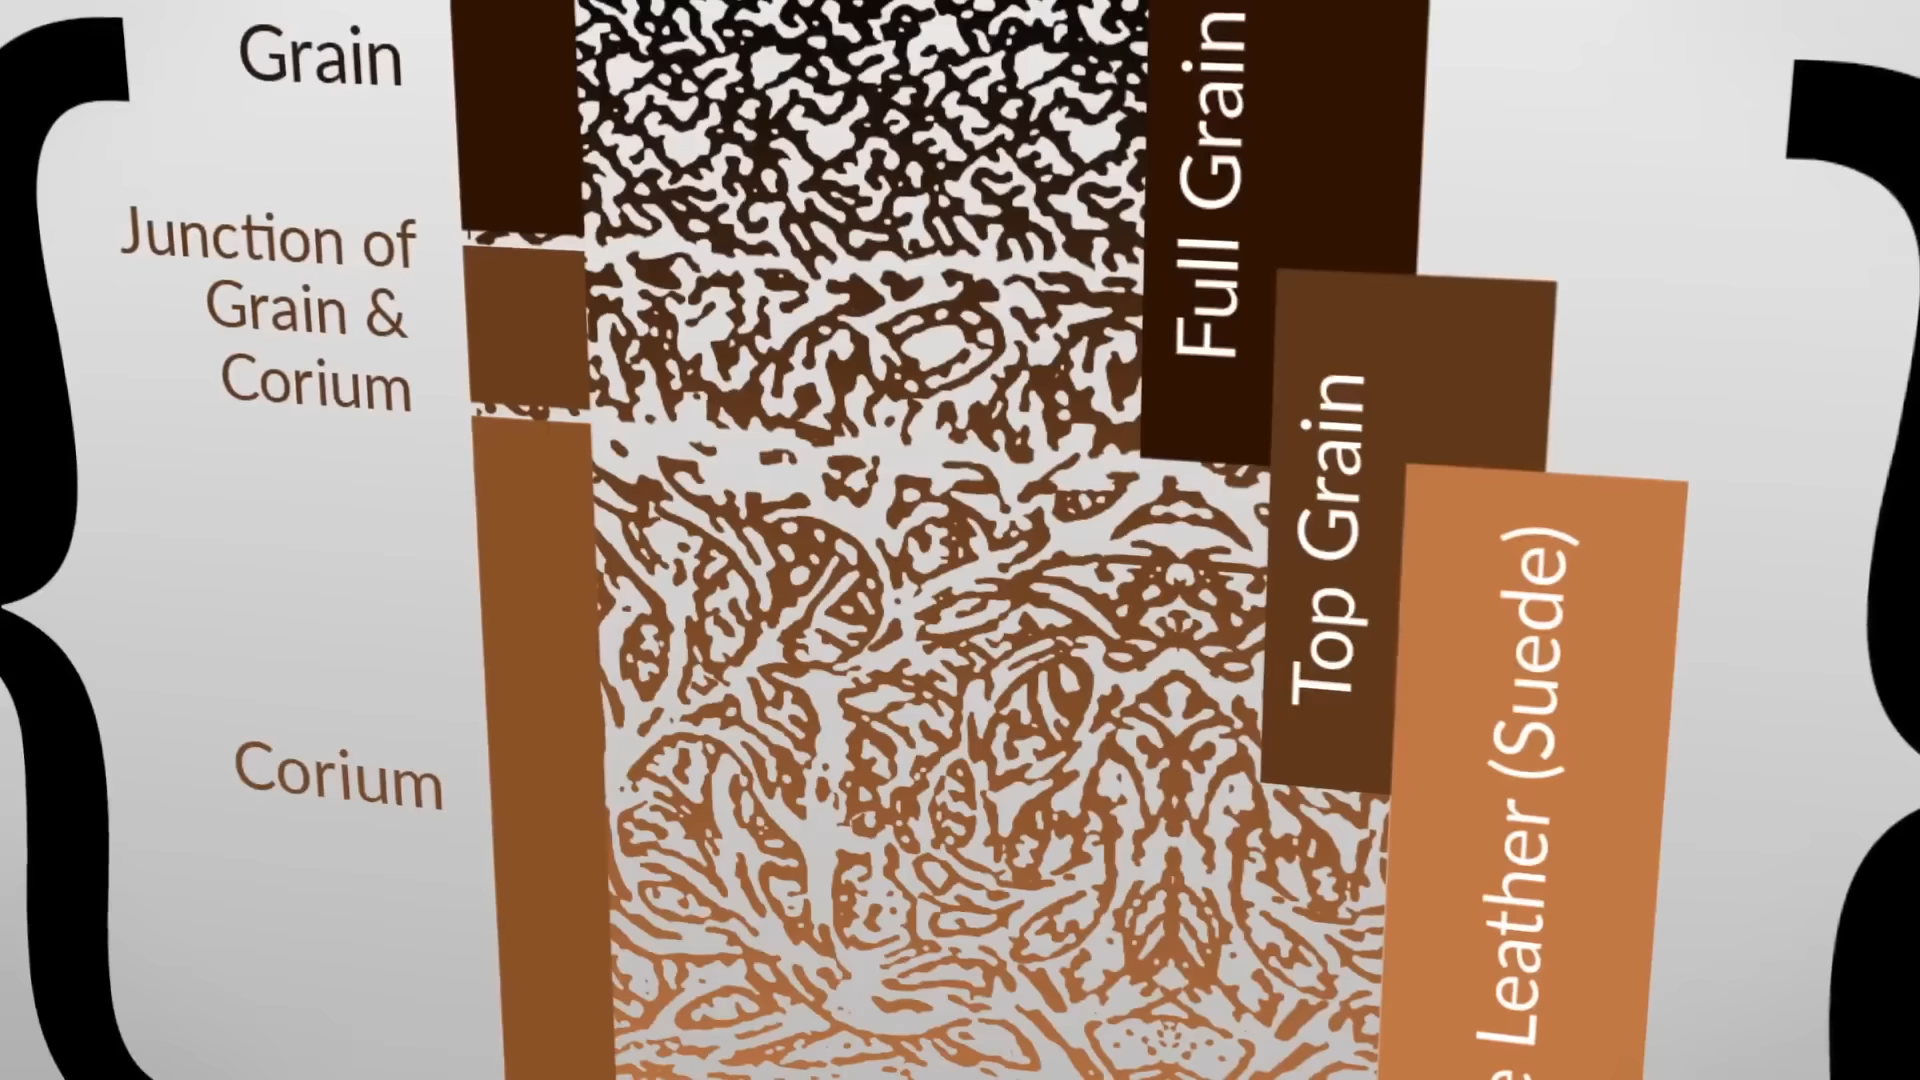 Grain
Junction of
Grain &
Corium
Corium
Full Grain
Top Grain
Leather (Suede)